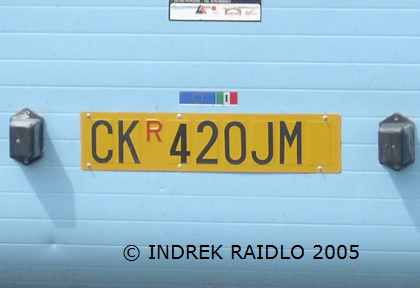 CK R 420JM
© INDREK RAIDLO 2005